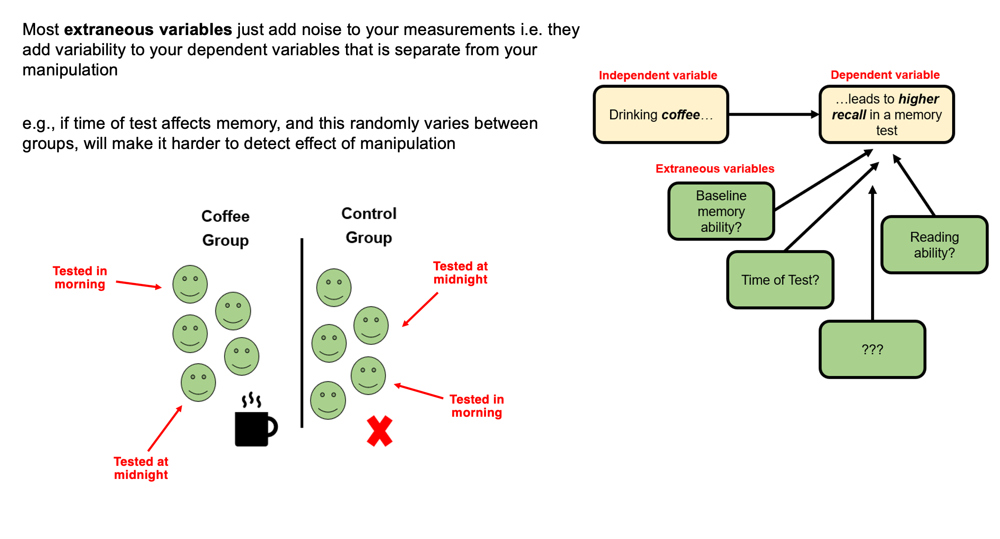 Most extraneous variables just add noise to your measurements i.e. they
add variability to your dependent variables that is separate from your
manipulation
e.g., if time of test affects memory, and this randomly varies between
groups, will make it harder to detect effect of manipulation
Coffee
Group
Control
Group
Tested in
morning
Tested at
midnight
Tested at
midnight
Tested in
morning
Independent variable
Drinking coffee…
Dependent variable
…leads to higher
recall in a memory
test
Extraneous variables
Baseline
memory
ability?
Time of Test?
Reading
ability?
???